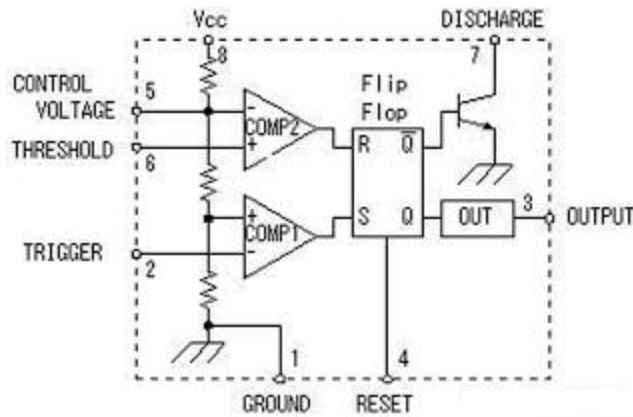 Vcc
DISCHARGE
8
7
CONTROL
VOLTAGE
5
Flip
Flop
-
COMP2
+
THRESHOLD
6
R
Q̅
+
COMP1
-
S
Q
OUT
3
OUTPUT
TRIGGER
2
1
4
GROUND
RESET